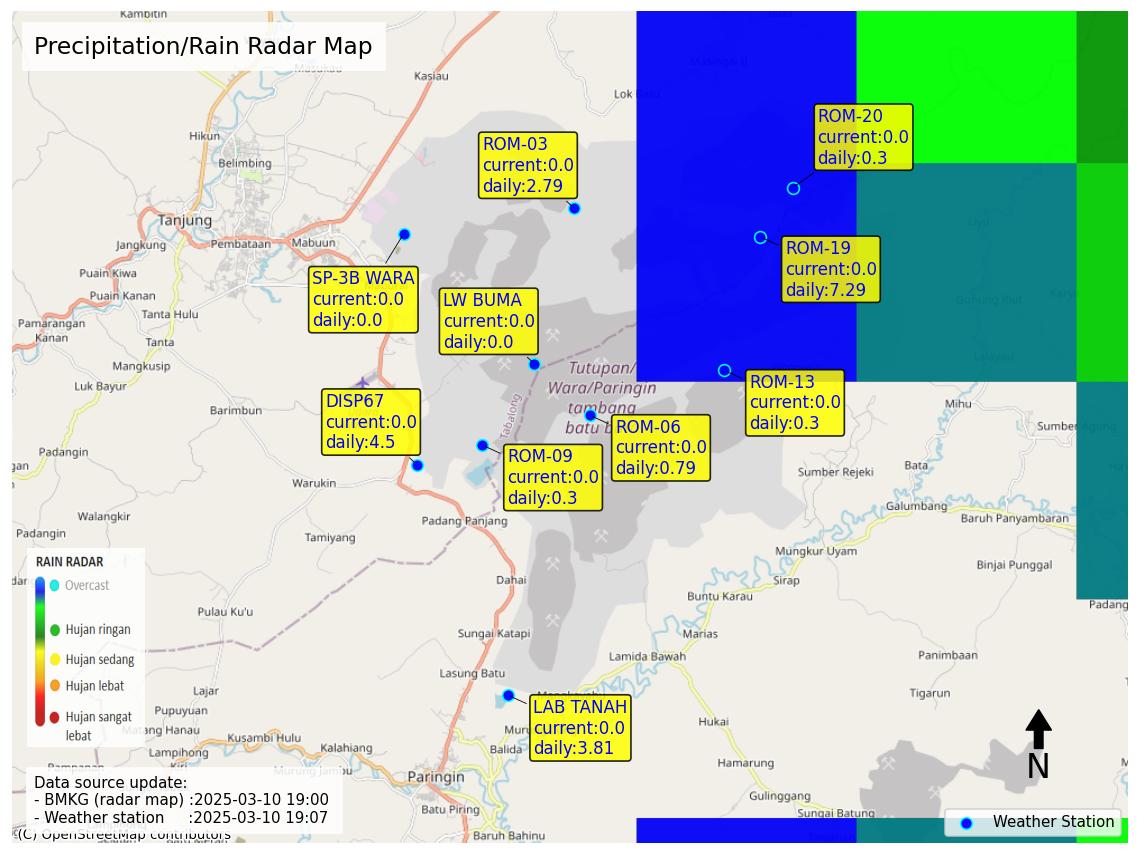 Kambitin
Precipitation/Rain Radar Map
Masukau
Kasiau
Masingai
Lok Batu
Hikun
Belimbing
ROM-03
current:0.0
daily:2.79
ROM-20
current:0.0
daily:0.3
Tanjung
Jangkung
Pembataan
Mabuun
Liyu
ROM-19
current:0.0
daily:7.29
Puain Kiwa
Puain Kanan
SP-3B WARA
current:0.0
daily:0.0
LW BUMA
current:0.0
daily:0.0
Gunung Riut
Pamarangan
Kanan
Tanta Hulu
Tanta
Mangkusip
Lalayau
Tutupan/
Wara/Paringin
tambang
batu b
Luk Bayur
Barimbun
Tabalong
ROM-13
current:0.0
daily:0.3
Mihu
Sumber Agung
DISP67
current:0.0
daily:4.5
ROM-06
current:0.0
daily:0.79
ROM-09
current:0.0
daily:0.3
Sumber Rejeki
Bata
Warukin
Galumbang
Baruh Panyambaran
Walangkir
Padangin
Padang Panjang
Tamiyang
Mungkur Uyam
Binjai Punggal
Sirap
Dahai
Buntu Karau
Padang
RAIN RADAR
Overcast
Hujan ringan
Hujan sedang
Hujan lebat
Hujan sangat
lebat
Pulau Ku'u
Sungai Katapi
Marias
Lamida Bawah
Panimbaan
Lasung Batu
Tigarun
Lajar
Pupuyuan
Matang Hanau
LAB TANAH
current:0.0
daily:3.81
Hukai
Kusambi Hulu
Kalahiang
Lampihong
Balida
Hamarung
N
Murung Jambu
Paringin
Data source update:
- BMKG (radar map) :2025-03-10 19:00
- Weather station :2025-03-10 19:07
Batu Piring
Gulinggang
Sungai Batung
Weather Station
(C) OpenStreetMap contributors
Baruh Bahinu